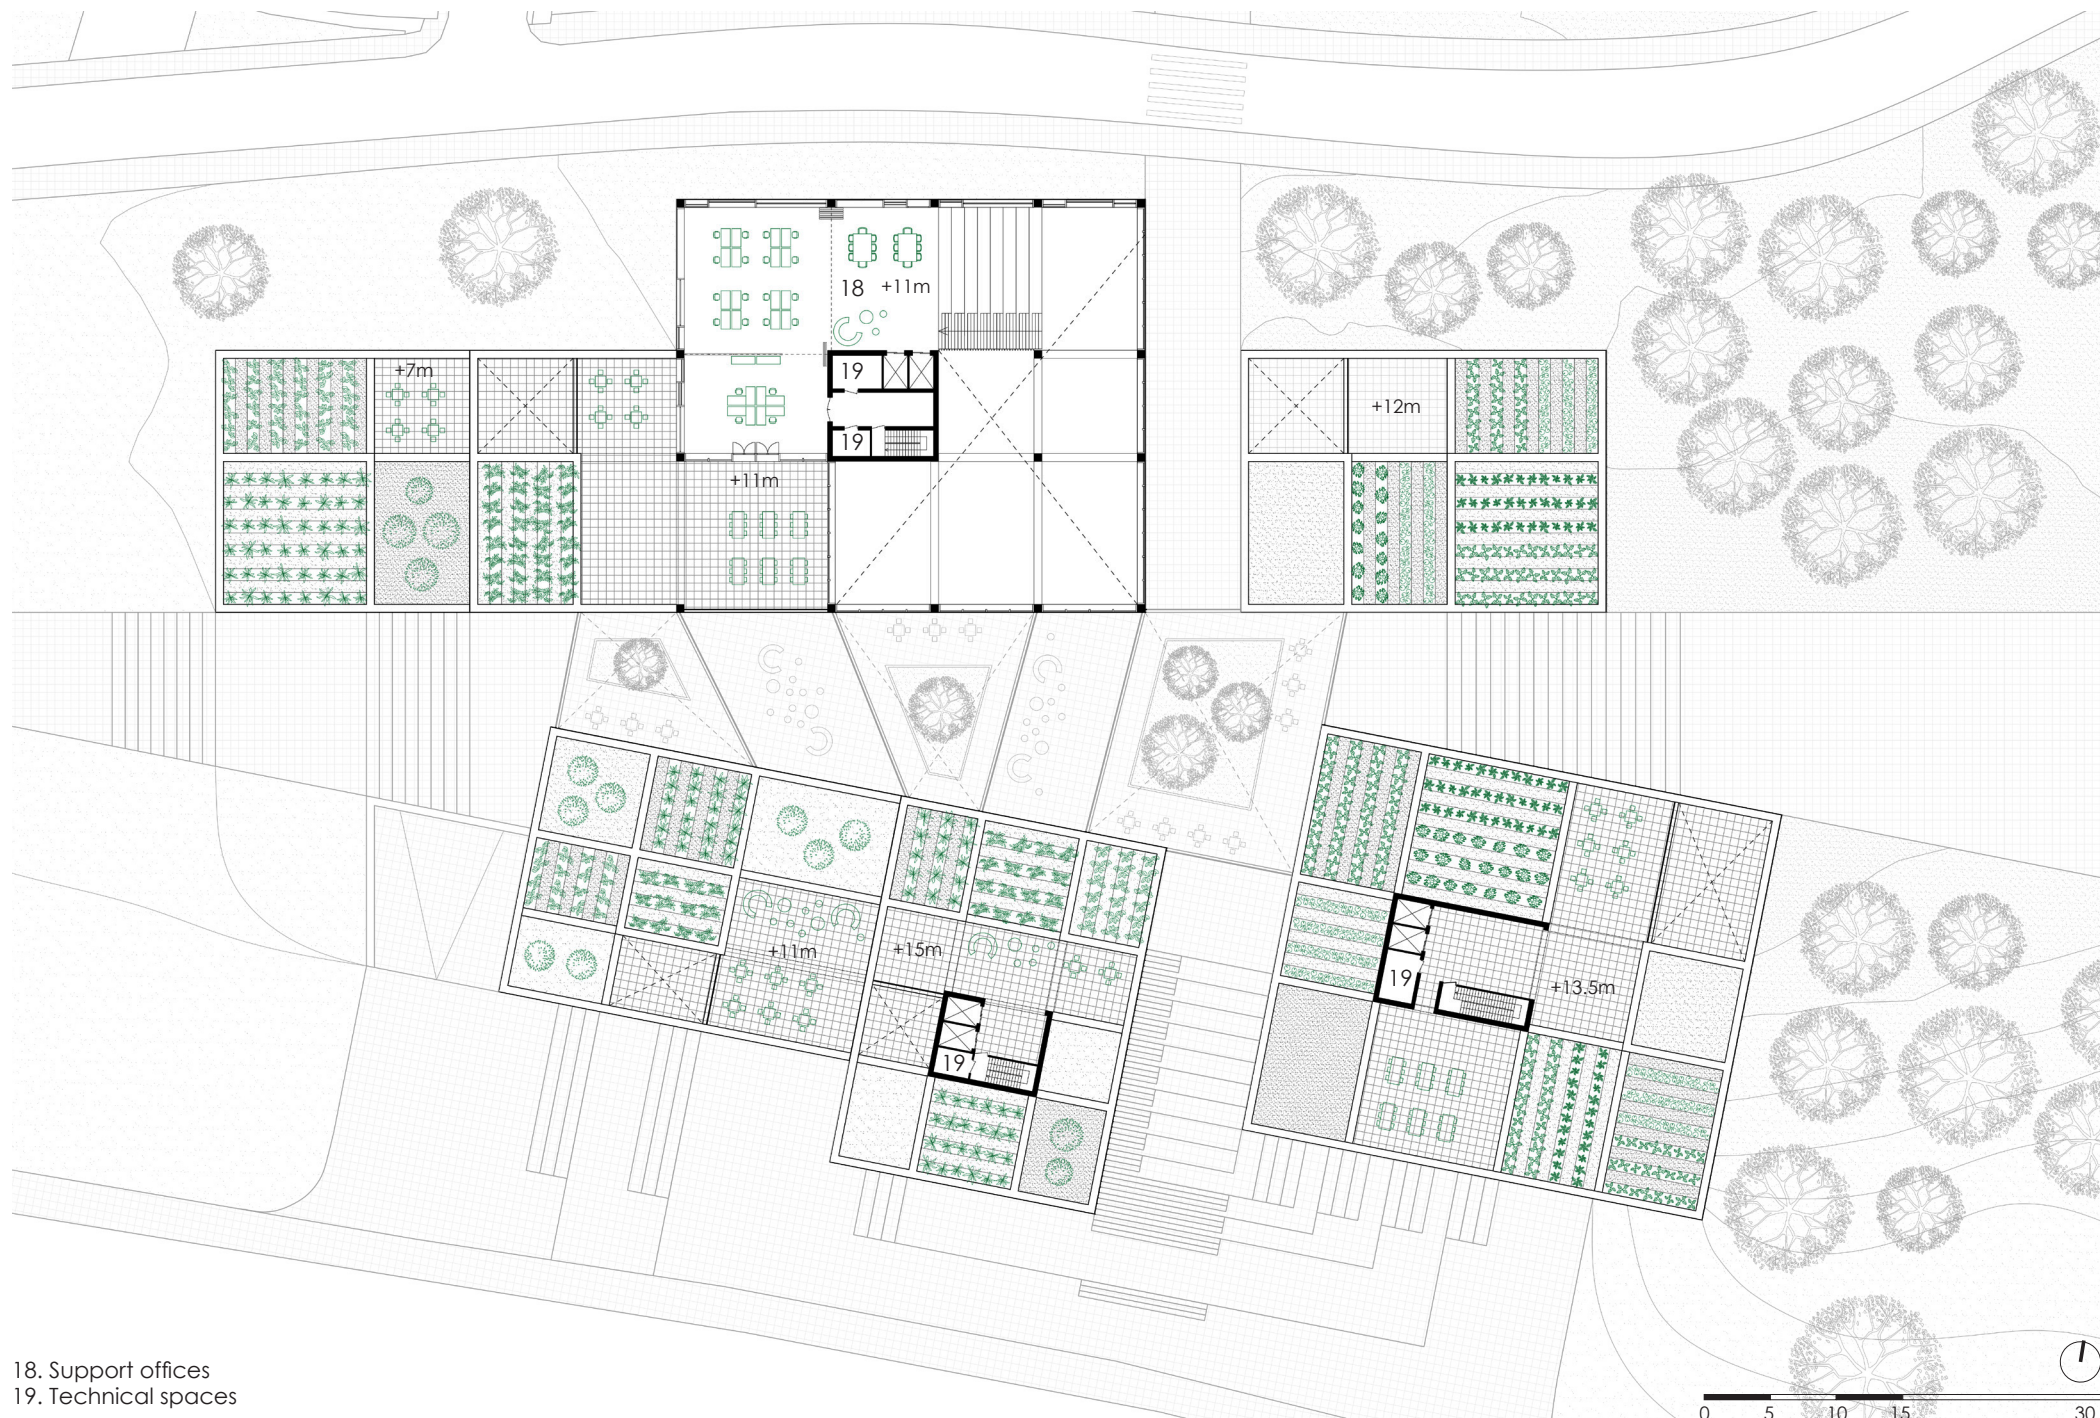 18 +11m
19
+7m
+12m
19
+11m
+11m
+15m
19
19
+13.5m
18. Support offices
19. Technical spaces
0 5 10 15 30